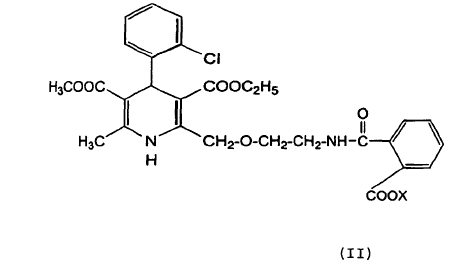 Cl
H₃COOC COOC₂H₅
O
H₃C N CH₂-O-CH₂-CH₂-NH-C
H
COOX
(II)